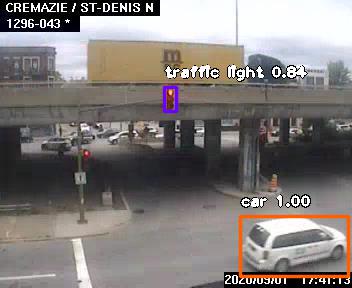 CREMAZIE / ST-DENIS N
1296-043 *
traffic light 0.84
car 1.00
2020/09/01 17:41:13